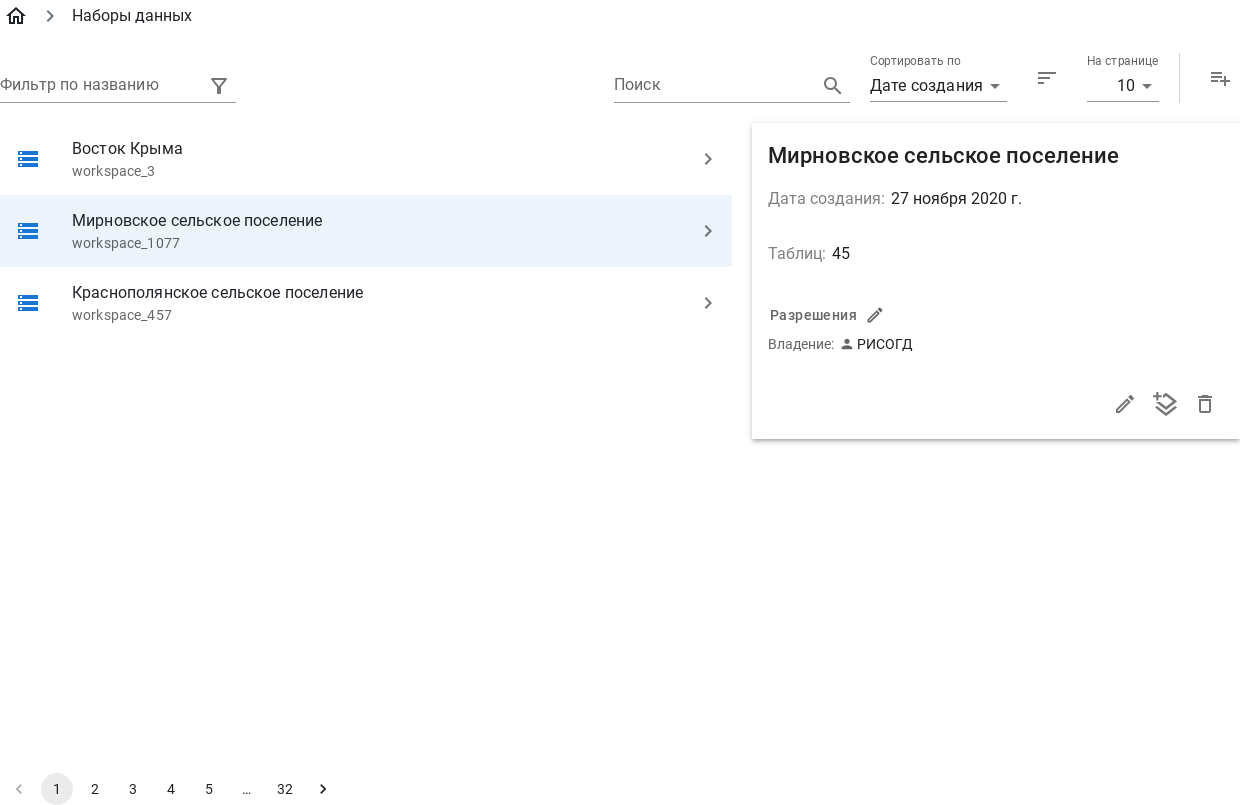 Наборы данных
Фильтр по названию
Поиск
Сортировать по
Дате создания
На странице
10
Восток Крыма
workspace_3
Мирновское сельское поселение
workspace_1077
Краснополянское сельское поселение
workspace_457
Мирновское сельское поселение
Дата создания: 27 ноября 2020 г.
Таблиц: 45
Разрешения
Владение: РИСОГД
1 2 3 4 5 ... 32